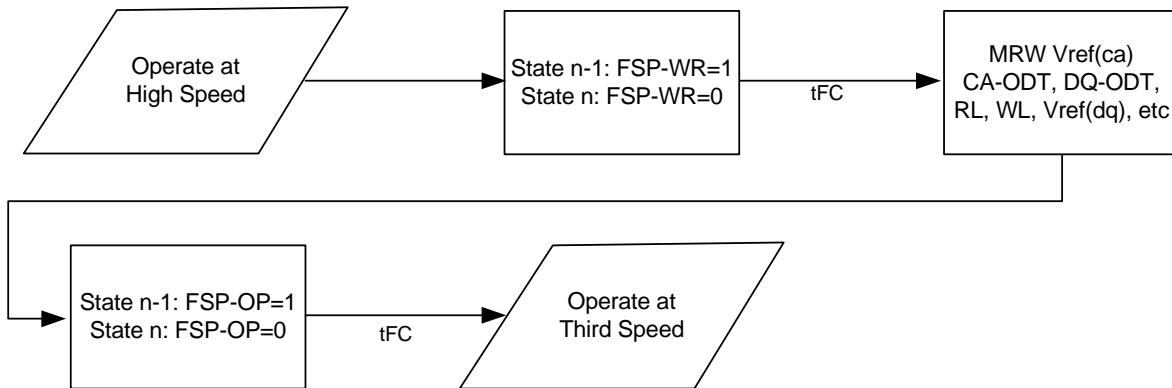 Operate at
High Speed
State n-1: FSP-WR=1
State n: FSP-WR=0
tFC
MRW Vref(ca)
CA-ODT, DQ-ODT,
RL, WL, Vref(dq), etc
State n-1: FSP-OP=1
State n: FSP-OP=0
tFC
Operate at
Third Speed